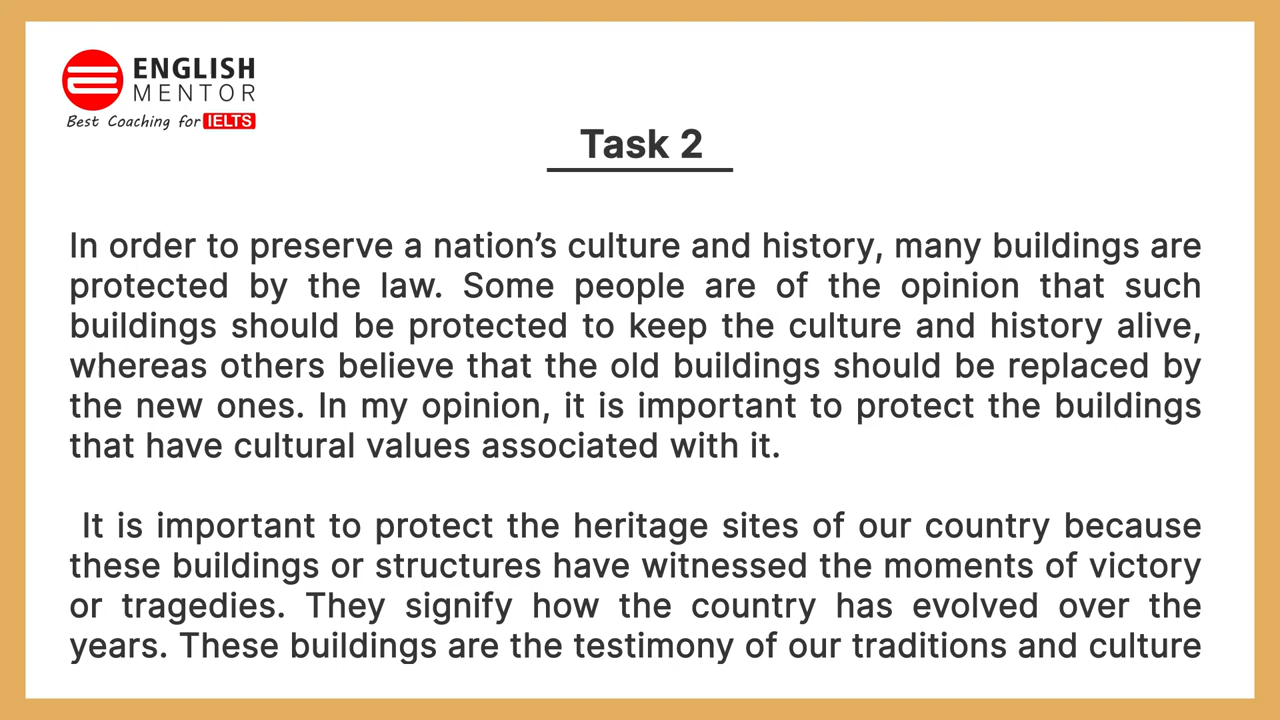 ENGLISH
MENTOR
Best Coaching for IELTS
Task 2
In order to preserve a nation’s culture and history, many buildings are
protected by the law. Some people are of the opinion that such
buildings should be protected to keep the culture and history alive,
whereas others believe that the old buildings should be replaced by
the new ones. In my opinion, it is important to protect the buildings
that have cultural values associated with it.
It is important to protect the heritage sites of our country because
these buildings or structures have witnessed the moments of victory
or tragedies. They signify how the country has evolved over the
years. These buildings are the testimony of our traditions and culture